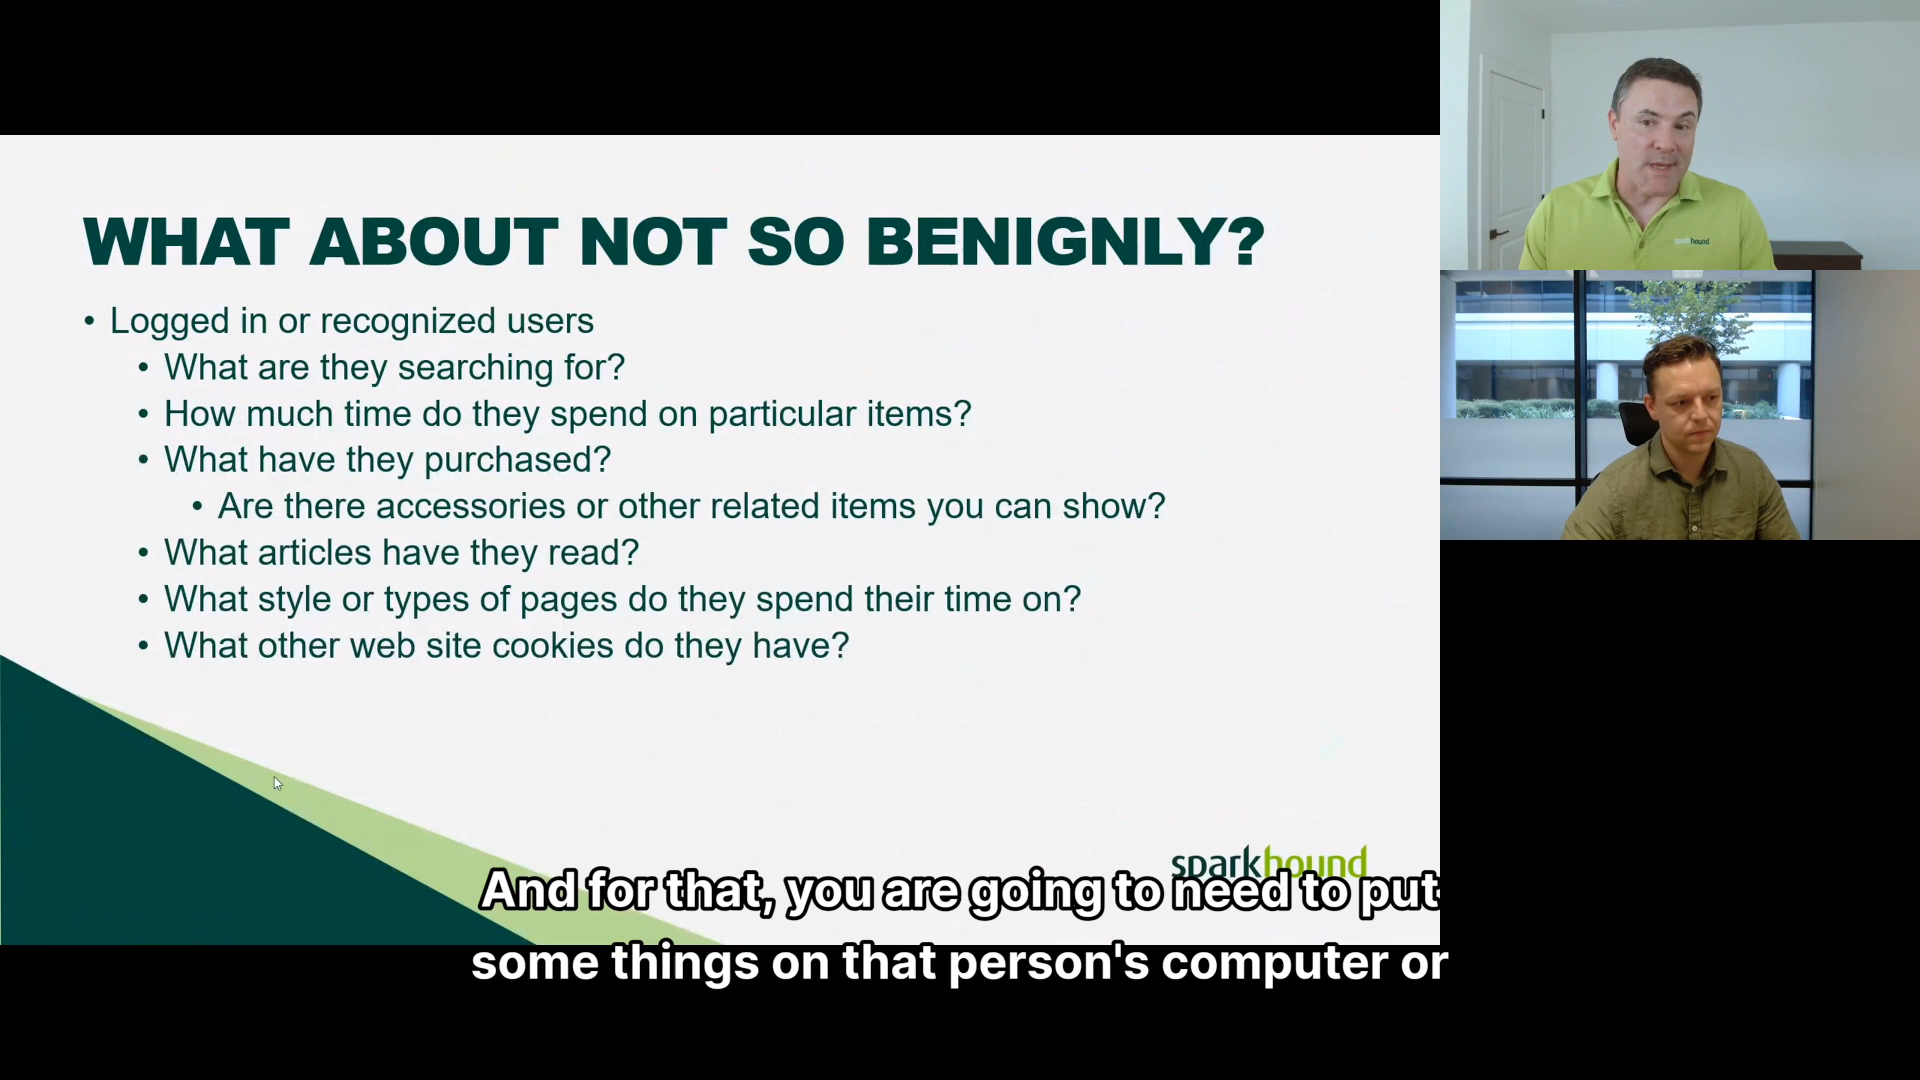 WHAT ABOUT NOT SO BENIGNLY?
• Logged in or recognized users
• What are they searching for?
• How much time do they spend on particular items?
• What have they purchased?
• Are there accessories or other related items you can show?
• What articles have they read?
• What style or types of pages do they spend their time on?
• What other web site cookies do they have?
sparkhound
And for that, you are going to need to put
some things on that person's computer or
sparkhound